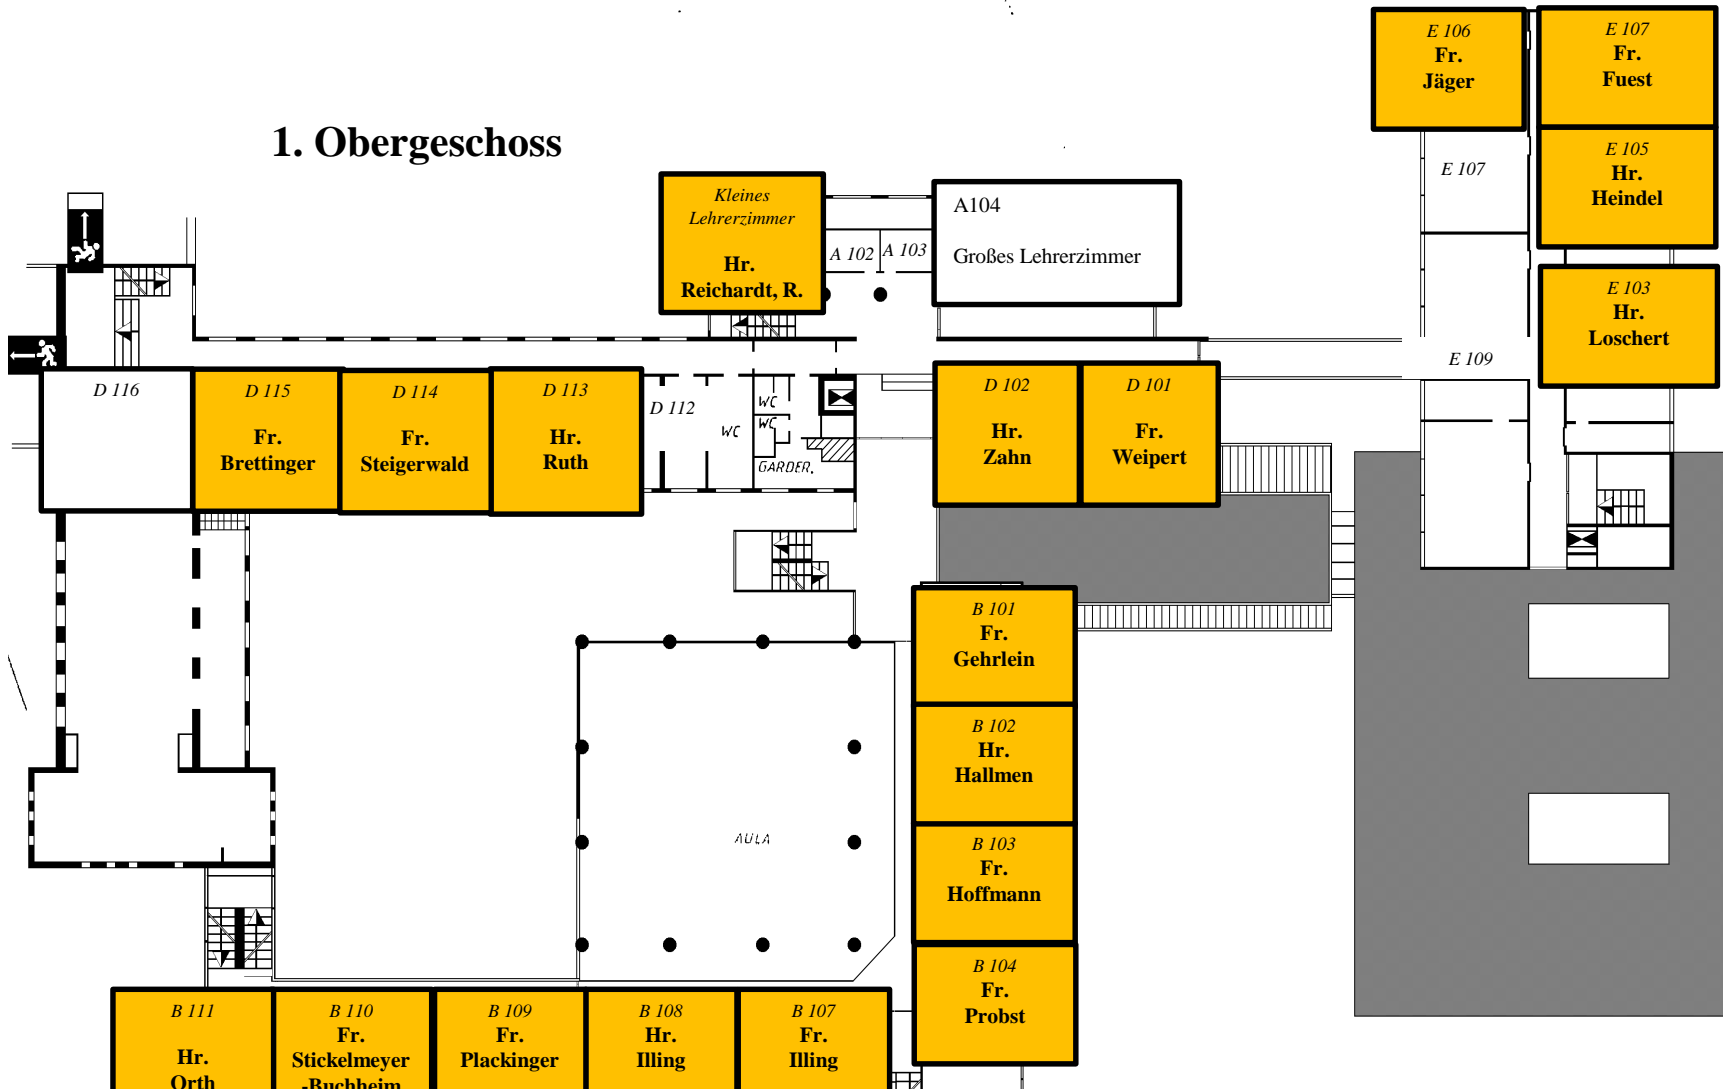 E 106
Fr.
Jäger
E 107
Fr.
Fuest
1. Obergeschoss
E 107
E 105
Hr.
Heindel
Kleines
Lehrerzimmer
Hr.
Reichardt, R.
A 102
A 103
A104
Großes Lehrerzimmer
E 103
Hr.
Loschert
E 109
D 116
D 115
Fr.
Brettinger
D 114
Fr.
Steigerwald
D 113
Hr.
Ruth
D 112
WC
WC
WC
GARDER.
D 102
Hr.
Zahn
D 101
Fr.
Weipert
B 101
Fr.
Gehrlein
B 102
Hr.
Hallmen
AULA
B 103
Fr.
Hoffmann
B 104
Fr.
Probst
B 111
Hr.
Orth
B 110
Fr.
Stickelmeyer
-Buchheim
B 109
Fr.
Plackinger
B 108
Hr.
Illing
B 107
Fr.
Illing